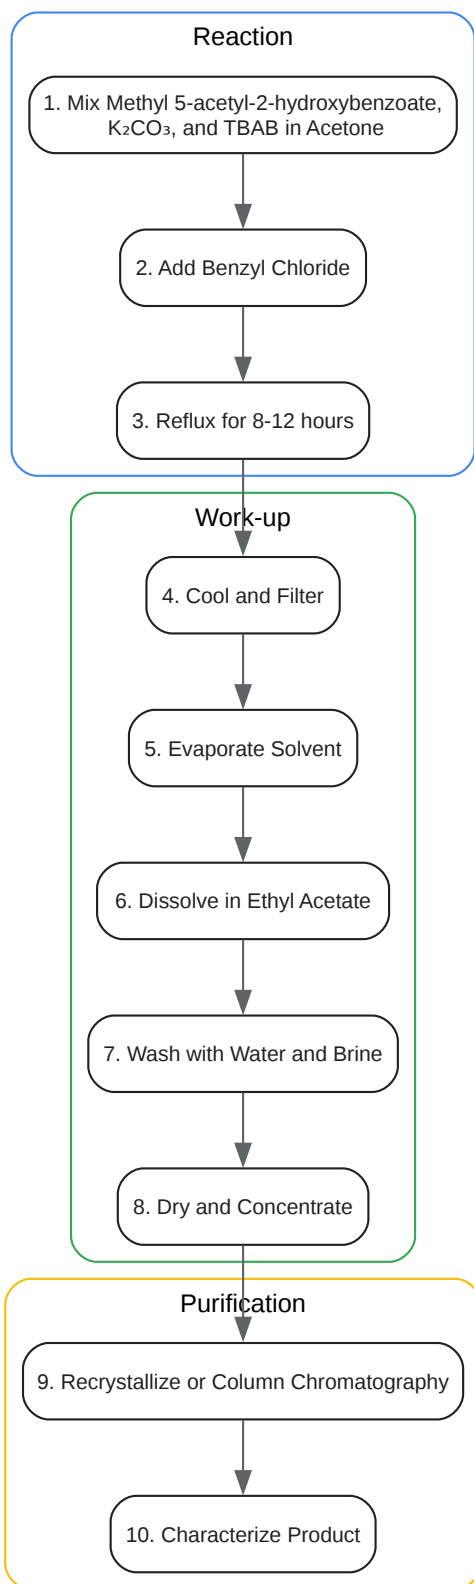 Reaction
1. Mix Methyl 5-acetyl-2-hydroxybenzoate,
K₂CO₃, and TBAB in Acetone
2. Add Benzyl Chloride
3. Reflux for 8-12 hours
Work-up
4. Cool and Filter
5. Evaporate Solvent
6. Dissolve in Ethyl Acetate
7. Wash with Water and Brine
8. Dry and Concentrate
Purification
9. Recrystallize or Column Chromatography
10. Characterize Product